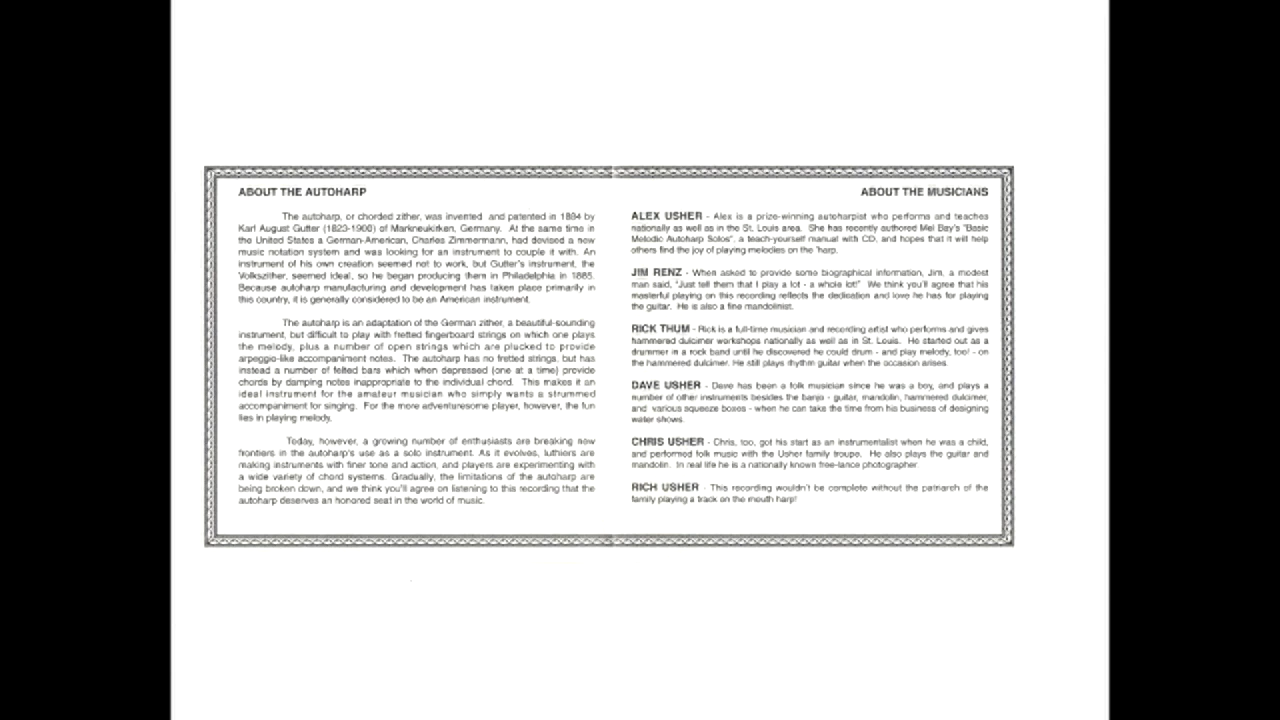 ABOUT THE AUTOHARP
The autoharp, or chorded zither, was invented and patented in 1884 by
Karl August Gutter (1823-1900) of Markneukirken, Germany. At the same time in
the United States a German-American, Charles Zimmermann, had devised a new
music notation system and was looking for an instrument to couple it with. An
instrument of his own creation seemed not to work, but Gutter's instrument, the
Volkszither, seemed ideal, so he began producing them in Philadelphia in 1885.
Because autoharp manufacturing and development has taken place primarily in
this country, it is generally considered to be an American instrument.
The autoharp is an adaptation of the German zither, a beautiful-sounding
instrument, but difficult to play with fretted fingerboard strings on which one plays
the melody, plus a number of open strings which are plucked to provide
arpeggio-like accompaniment notes. The autoharp has no fretted strings, but has
instead a number of felted bars which when depressed (one at a time) provide
chords by damping notes inappropriate to the individual chord. This makes it an
ideal instrument for the amateur musician who simply wants a strummed
accompaniment for singing. For the more adventuresome player, however, the fun
lies in playing melody.
Today, however, a growing number of enthusiasts are breaking new
frontiers in the autoharp's use as a solo instrument. As it evolves, luthiers are
making instruments with finer tone and action, and players are experimenting with
a wide variety of chord systems. Gradually, the limitations of the autoharp are
being broken down, and we think you'll agree on listening to this recording that the
autoharp deserves an honored seat in the world of music.
ABOUT THE MUSICIANS
ALEX USHER - Alex is a prize-winning autoharpist who performs and teaches
nationally as well as in the St. Louis area. She has recently authored Mel Bay's "Basic
Melodic Autoharp Solos", a teach-yourself manual with CD, and hopes that it will help
others find the joy of playing melodies on the 'harp.
JIM RENZ - When asked to provide some biographical information, Jim, a modest
man said, "Just tell them that I play a lot - a whole lot!" We think you'll agree that his
masterful playing on this recording reflects the dedication and love he has for playing
the guitar. He is also a fine mandolinist.
RICK THUM - Rick is a full-time musician and recording artist who performs and gives
hammered dulcimer workshops nationally as well as in St. Louis. He started out as a
drummer in a rock band until he discovered he could drum - and play melody, too! - on
the hammered dulcimer. He still plays rhythm guitar when the occasion arises.
DAVE USHER - Dave has been a folk musician since he was a boy, and plays a
number of other instruments besides the banjo - guitar, mandolin, hammered dulcimer,
and various squeeze boxes - when he can take the time from his business of designing
water shows.
CHRIS USHER - Chris, too, got his start as an instrumentalist when he was a child,
and performed folk music with the Usher family troupe. He also plays the guitar and
mandolin. In real life he is a nationally known free-lance photographer.
RICH USHER - This recording wouldn't be complete without the patriarch of the
family playing a track on the mouth harp!